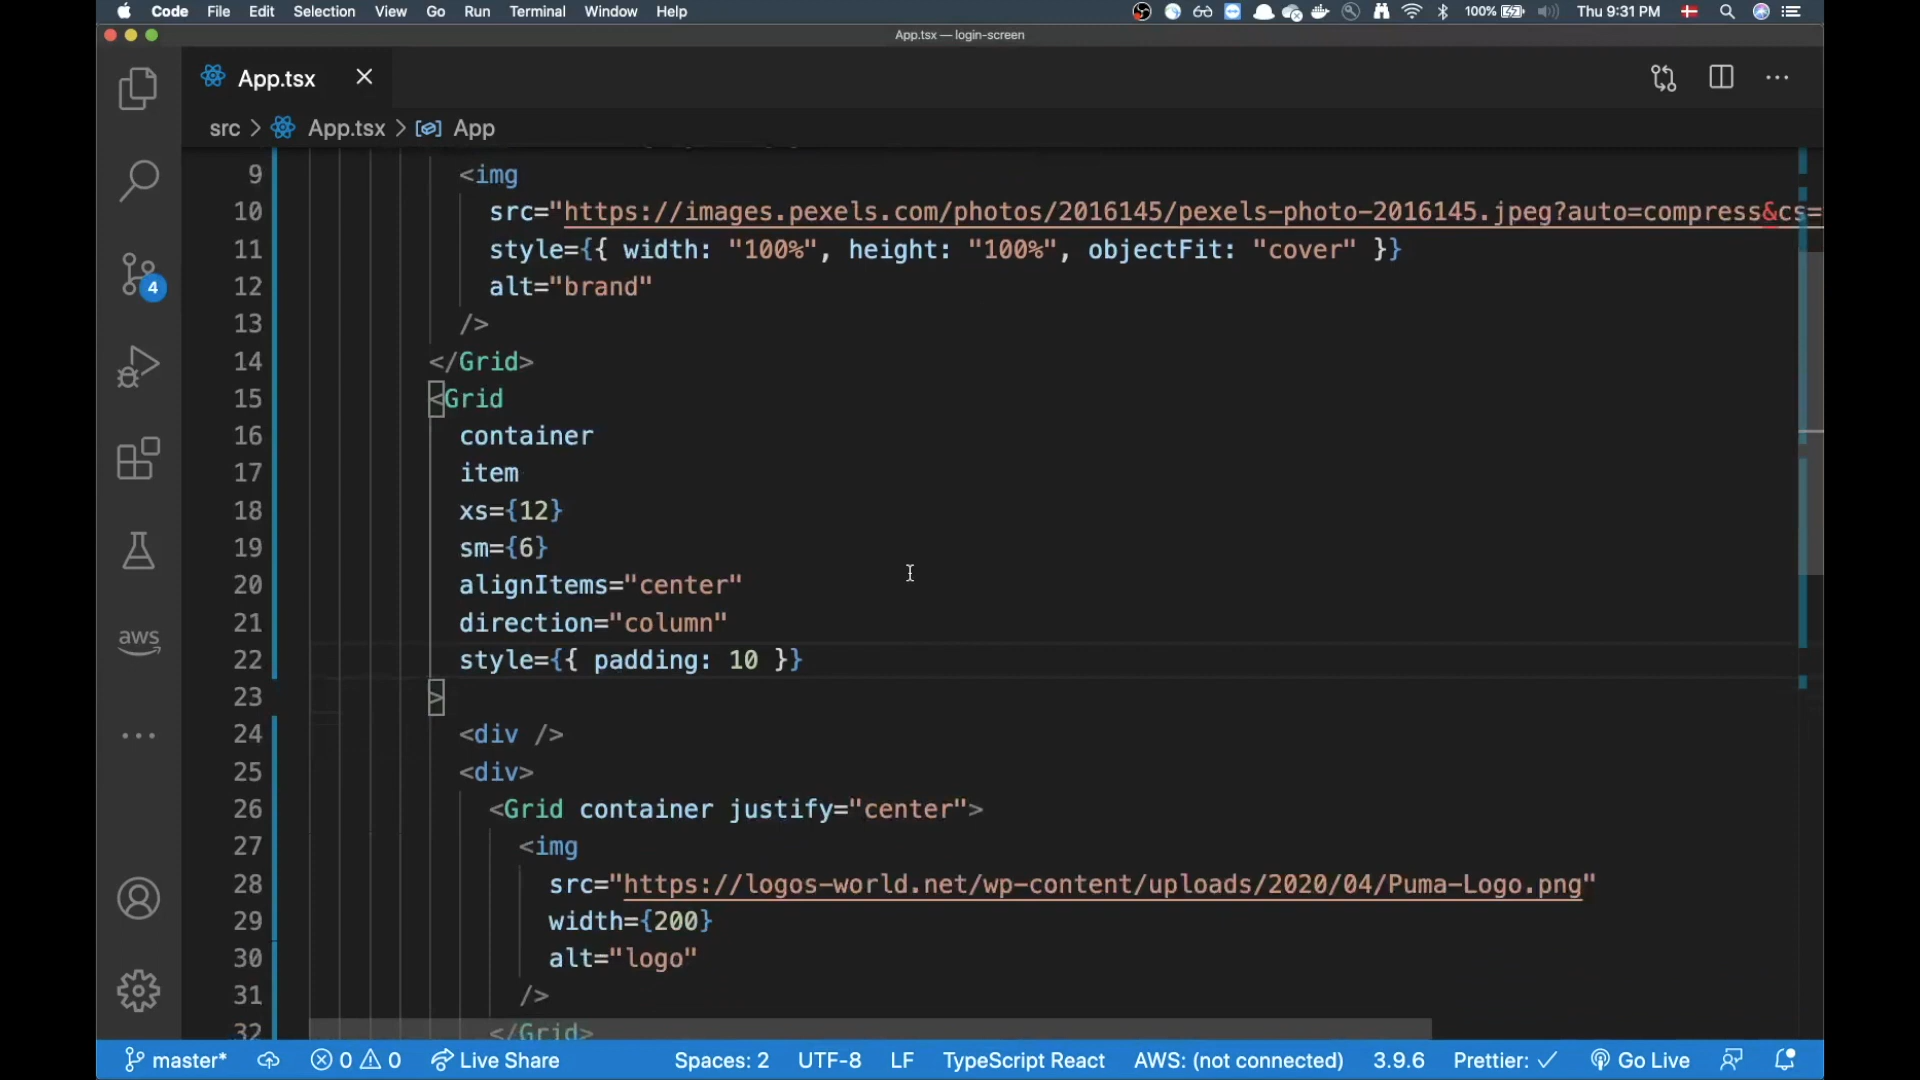 Code File Edit Selection View Go Run Terminal Window Help 100% Thu 9:31 PM
App.tsx — login-screen
App.tsx
src > App.tsx > App
9 <img
10 src="https://images.pexels.com/photos/2016145/pexels-photo-2016145.jpeg?auto=compress&cs=
11 style={{ width: "100%", height: "100%", objectFit: "cover" }}
12 alt="brand"
13 />
14 </Grid>
15 <Grid
16 container
17 item
18 xs={12}
19 sm={6}
20 alignItems="center"
21 direction="column"
22 style={{ padding: 10 }}
23 >
24 <div />
25 <div>
26 <Grid container justify="center">
27 <img
28 src="https://logos-world.net/wp-content/uploads/2020/04/Puma-Logo.png"
29 width={200}
30 alt="logo"
31 />
32 </Grid>
4
aws
master* 0 0 Live Share Spaces: 2 UTF-8 LF TypeScript React AWS: (not connected) 3.9.6 Prettier: ✓ Go Live